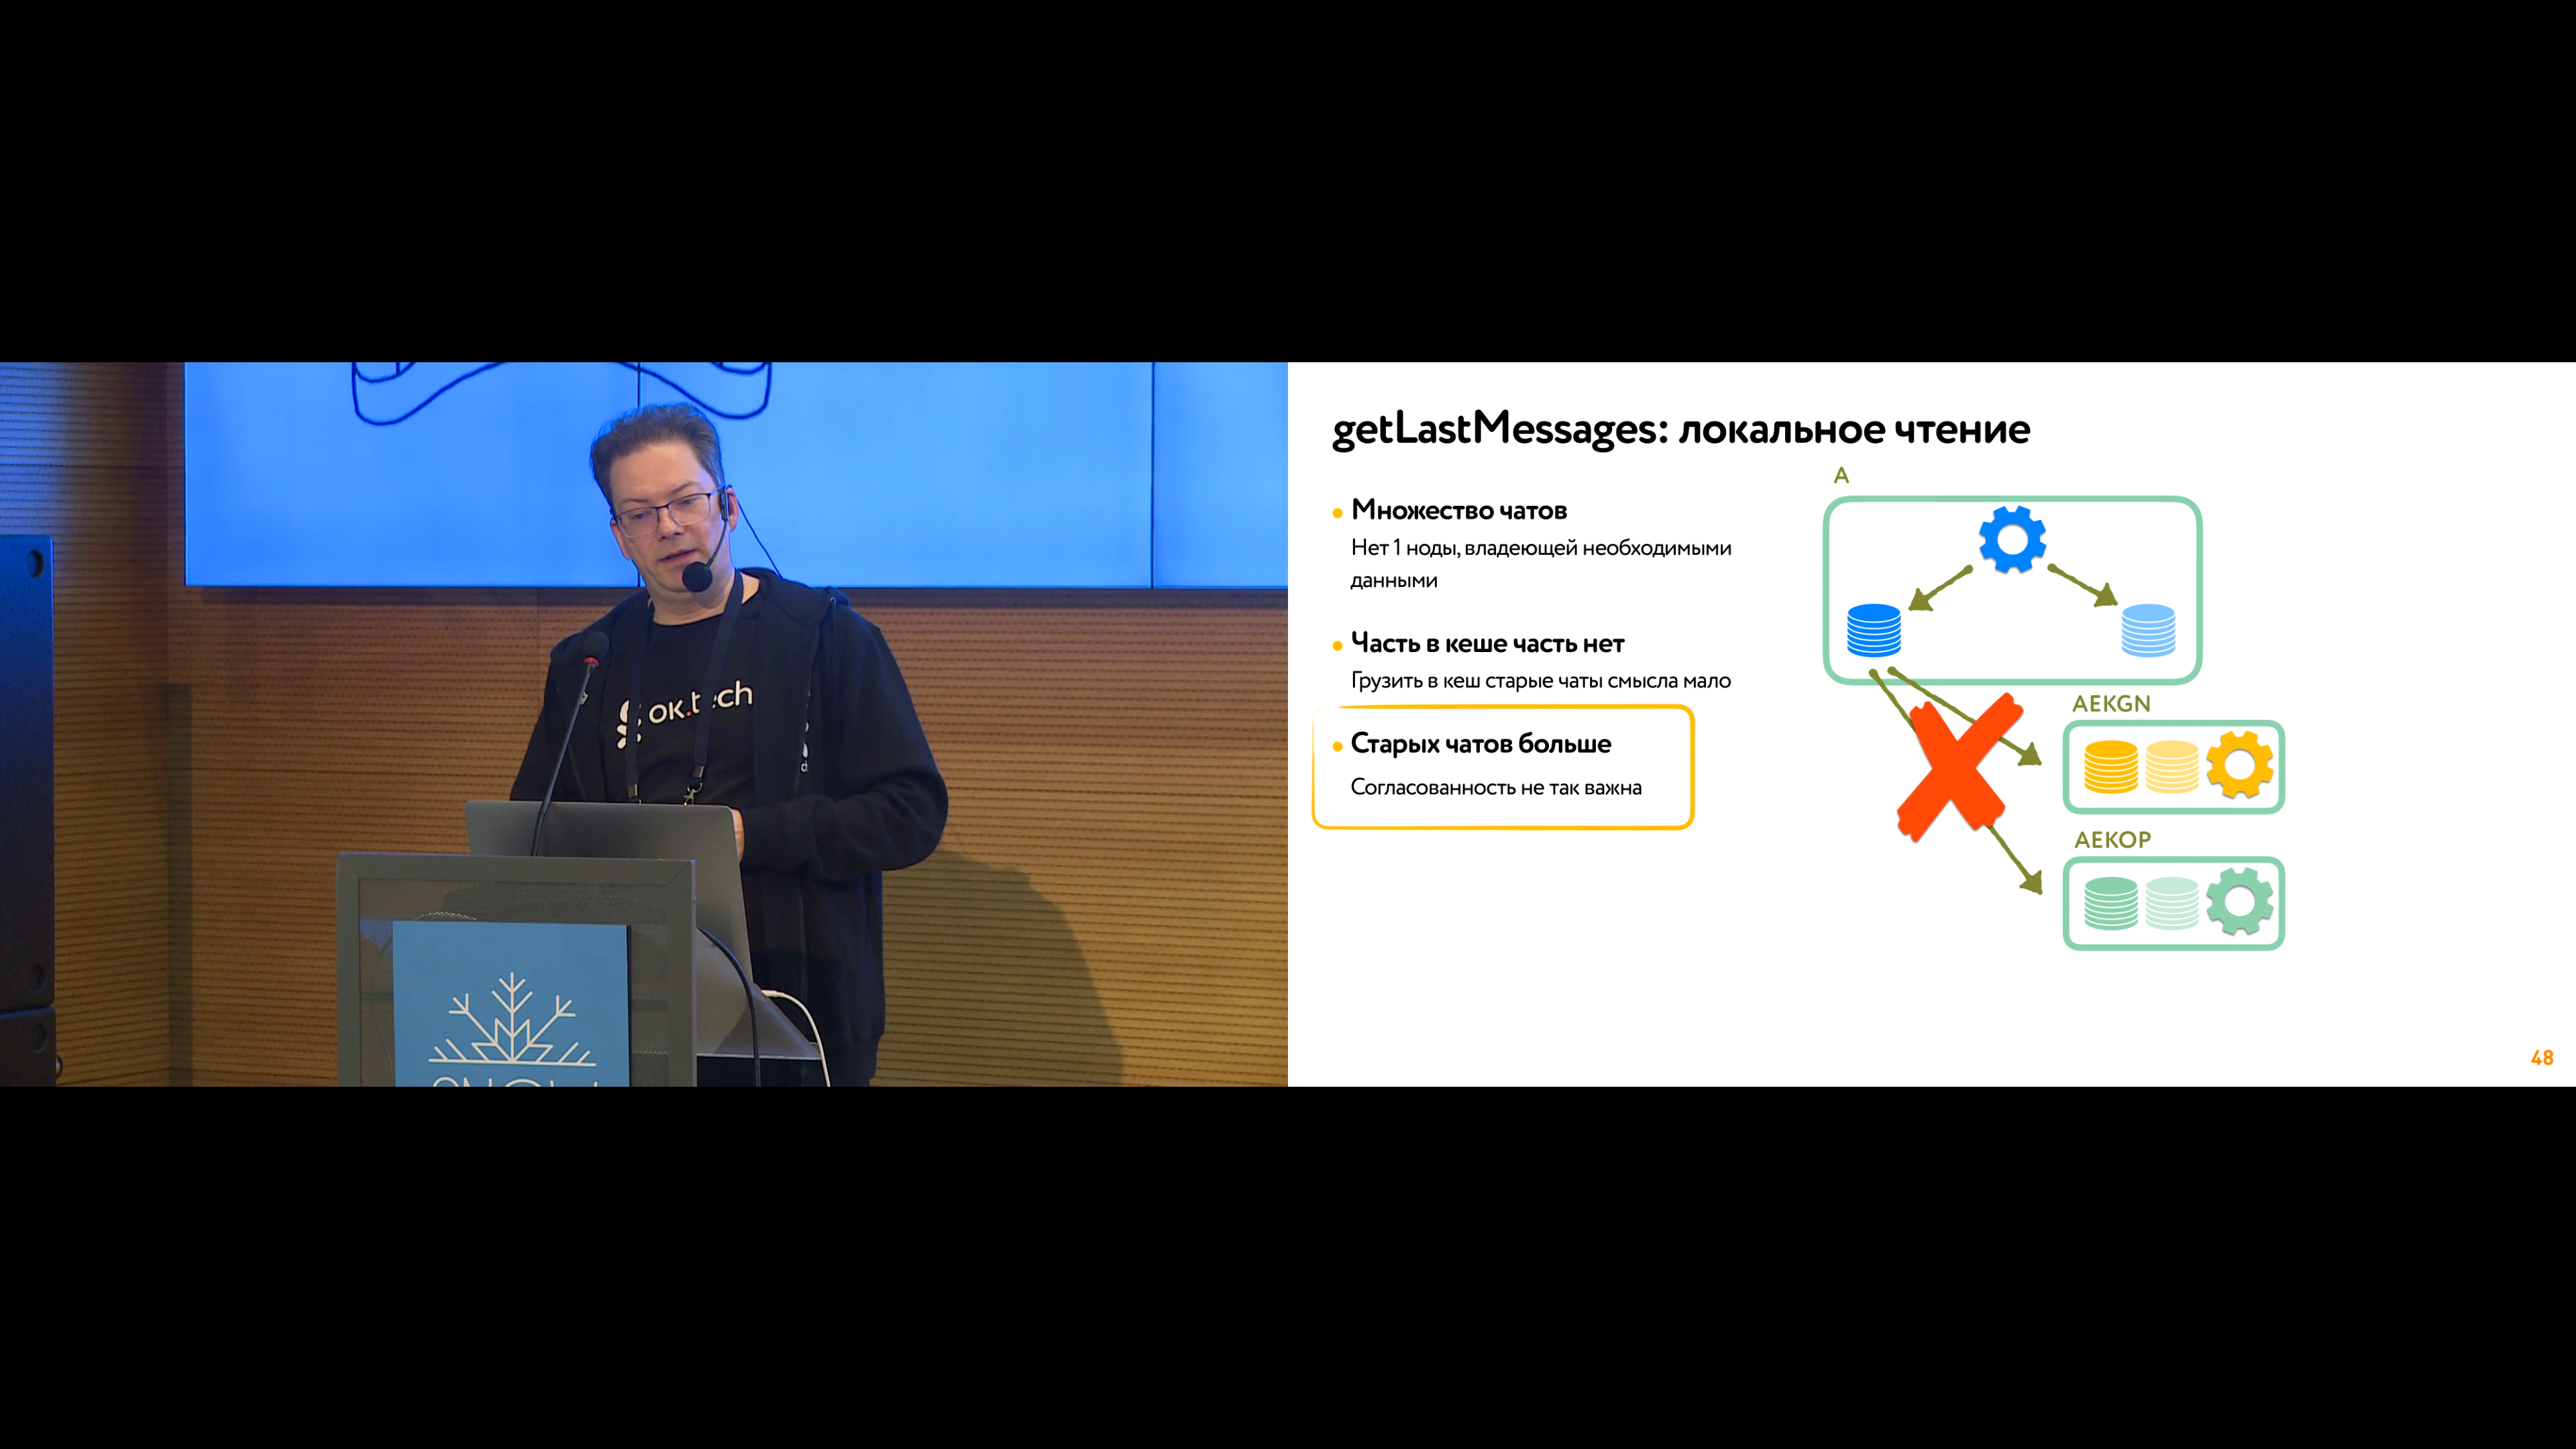 ok.tech
getLastMessages: локальное чтение
Множество чатов
Нет 1 ноды, владеющей необходимыми
данными
Часть в кеше часть нет
Грузить в кеш старые чаты смысла мало
Старых чатов больше
Согласованность не так важна
A
AEKGN
AEKOP
48